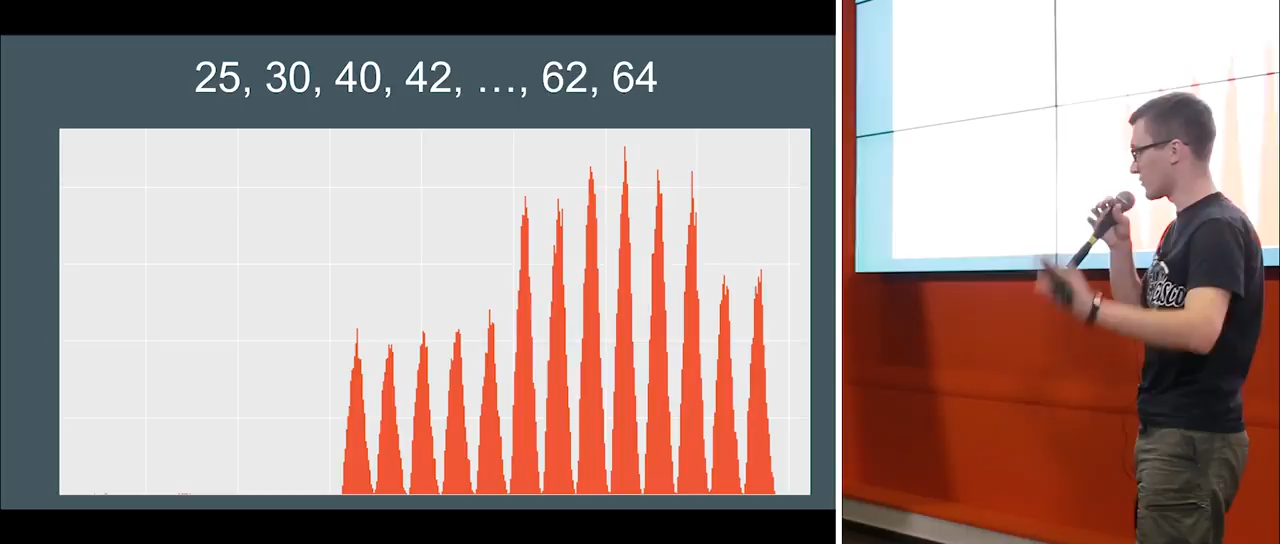 25, 30, 40, 42, …, 62, 64